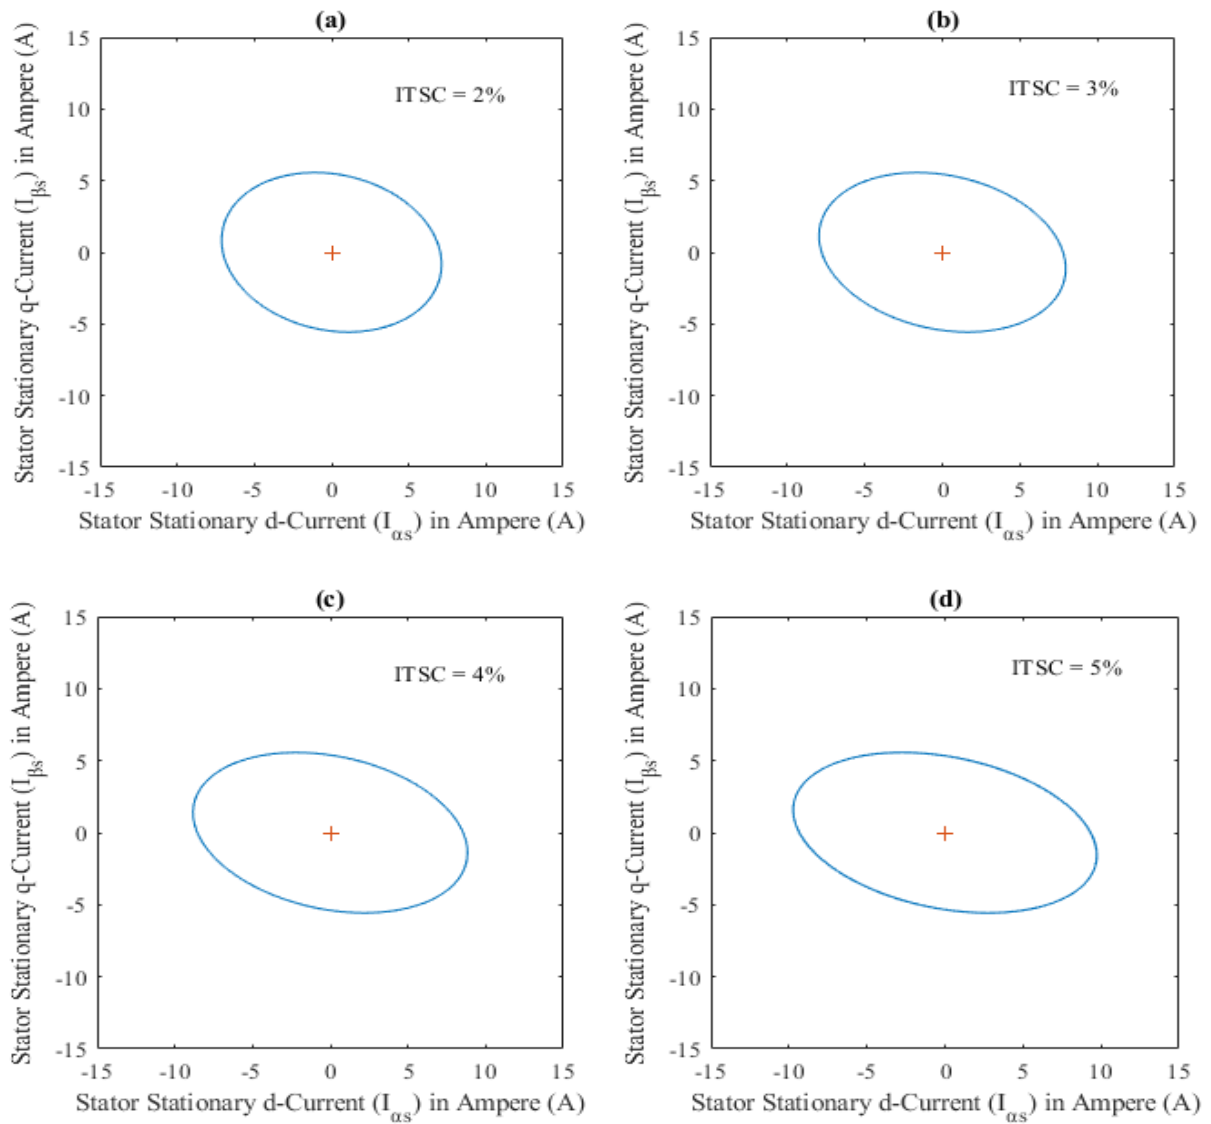 (a)
Stator Stationary q-Current (Iβs) in Ampere (A)
15
10
5
0
-5
-10
-15
ITSC = 2%
-15 -10 -5 0 5 10 15
Stator Stationary d-Current (Iαs) in Ampere (A)
(b)
Stator Stationary q-Current (Iβs) in Ampere (A)
15
10
5
0
-5
-10
-15
ITSC = 3%
-15 -10 -5 0 5 10 15
Stator Stationary d-Current (Iαs) in Ampere (A)
(c)
Stator Stationary q-Current (Iβs) in Ampere (A)
15
10
5
0
-5
-10
-15
ITSC = 4%
-15 -10 -5 0 5 10 15
Stator Stationary d-Current (Iαs) in Ampere (A)
(d)
Stator Stationary q-Current (Iβs) in Ampere (A)
15
10
5
0
-5
-10
-15
ITSC = 5%
-15 -10 -5 0 5 10 15
Stator Stationary d-Current (Iαs) in Ampere (A)